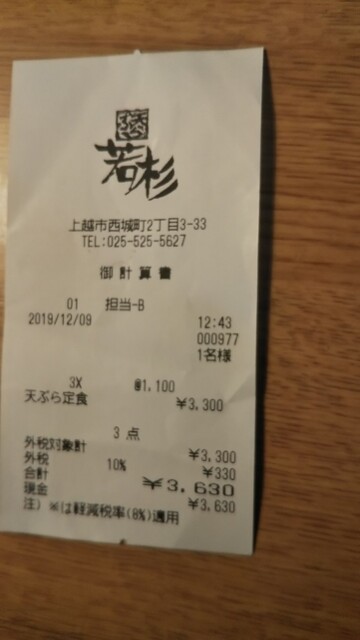 若杉
上越市西城町2丁目3-33
TEL:025-525-5627
御計算書
01 担当-B
2019/12/09 12:43
000977
1名様
3X @1,100
天ぷら定食 ¥3,300
3 点
外税対象計 ¥3,300
外税 10% ¥330
合計 ¥3,630
現金 ¥3,630
注) ※は軽減税率(8%)適用